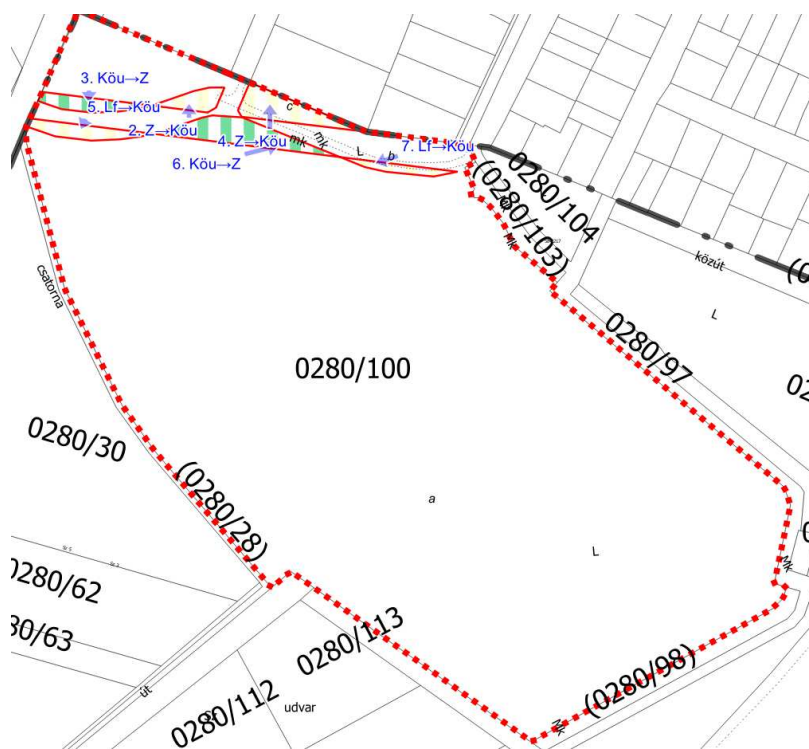 3. Köu→Z
5. Lf→Köu
2. Z→Köu
4. Z→Köu
6. Köu→Z
7. Lf→Köu
c
mk
mk
L
b
0280/104
(0280/103)
Mk
közút
L
csatorna
0280/100
0280/97
0280/30
(0280/28)
a
L
Mk
0280/62
80/63
0280/113
(0280/98)
0280/112
út
udvar
Mk